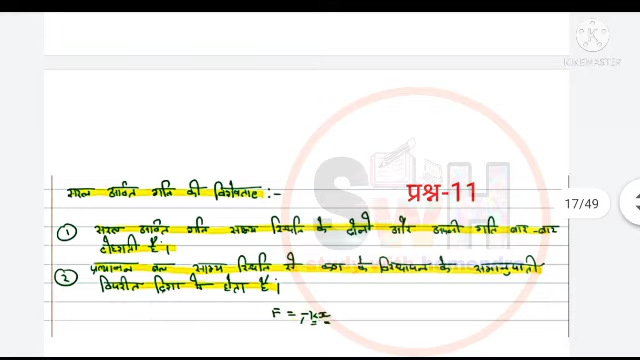 KINEMASTER
सरल आवर्त गति की विशेषताएं :-
प्रश्न-11
17/49
① सरल आवर्त गति साम्य स्थिति के दोनों ओर अपनी गति बार-बार
दोहराती है।
② प्रत्यानयन बल साम्य स्थिति से कण के विस्थापन के समानुपाती
विपरीत दिशा में होता है।
F = -kx